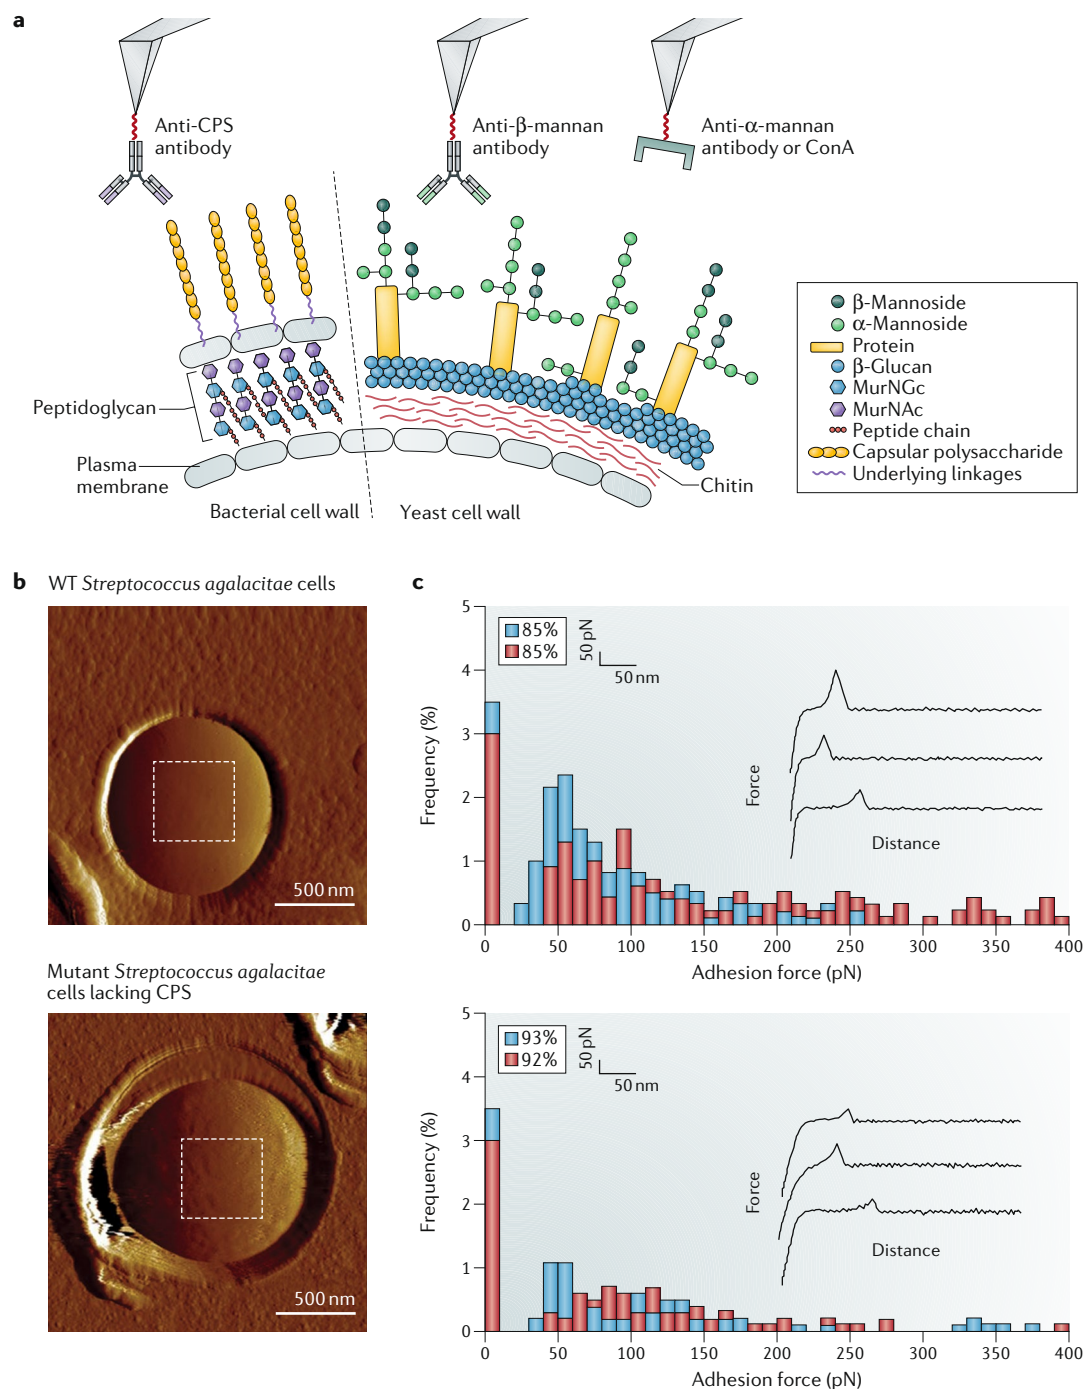 a
Anti-CPS
antibody
Anti-β-mannan
antibody
Anti-α-mannan
antibody or ConA
β-Mannoside
α-Mannoside
Protein
β-Glucan
MurNGc
MurNAc
Peptide chain
Capsular polysaccharide
Underlying linkages
Peptidoglycan
Plasma
membrane
Chitin
Bacterial cell wall
Yeast cell wall
b
WT Streptococcus agalacitae cells
500 nm
Mutant Streptococcus agalacitae
cells lacking CPS
500 nm
c
5
4
3
2
1
0
Frequency (%)
85%
85%
50 pN
50 nm
Force
Distance
0
50
100
150
200
250
300
350
400
Adhesion force (pN)
5
4
3
2
1
0
Frequency (%)
93%
92%
50 pN
50 nm
Force
Distance
0
50
100
150
200
250
300
350
400
Adhesion force (pN)